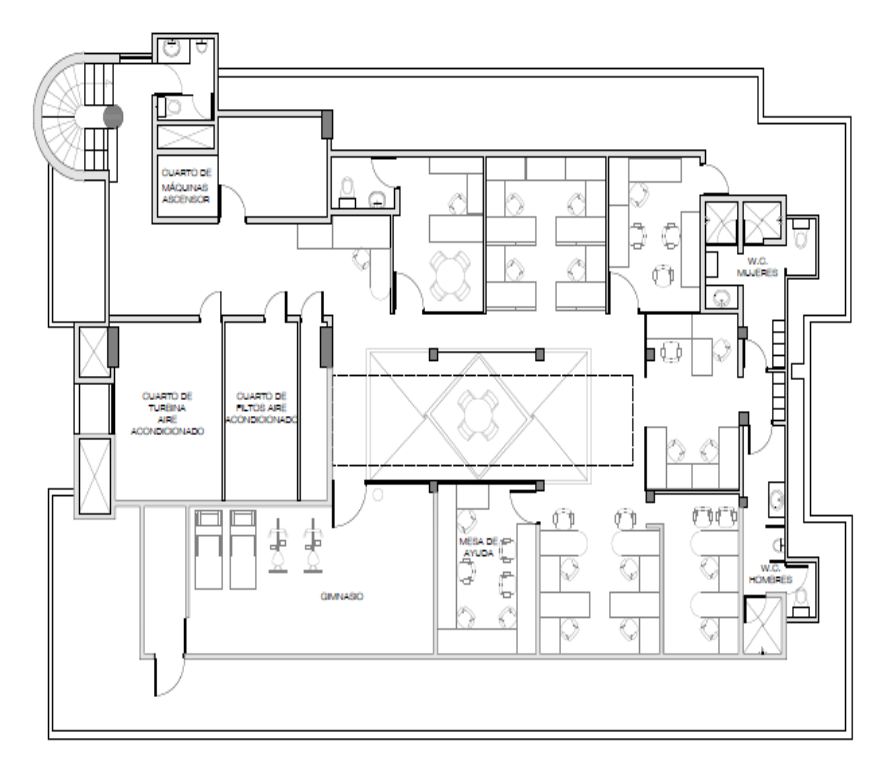 CUARTO DE
MÁQUINAS
ASCENSOR
W.C.
MUJERES
CUARTO DE
TURBINA
AIRE
ACONDICIONADO
CUARTO DE
FILTOS AIRE
ACONDICIONADO
MESA DE
AYUDA
GIMNASIO
W.C.
HOMBRES